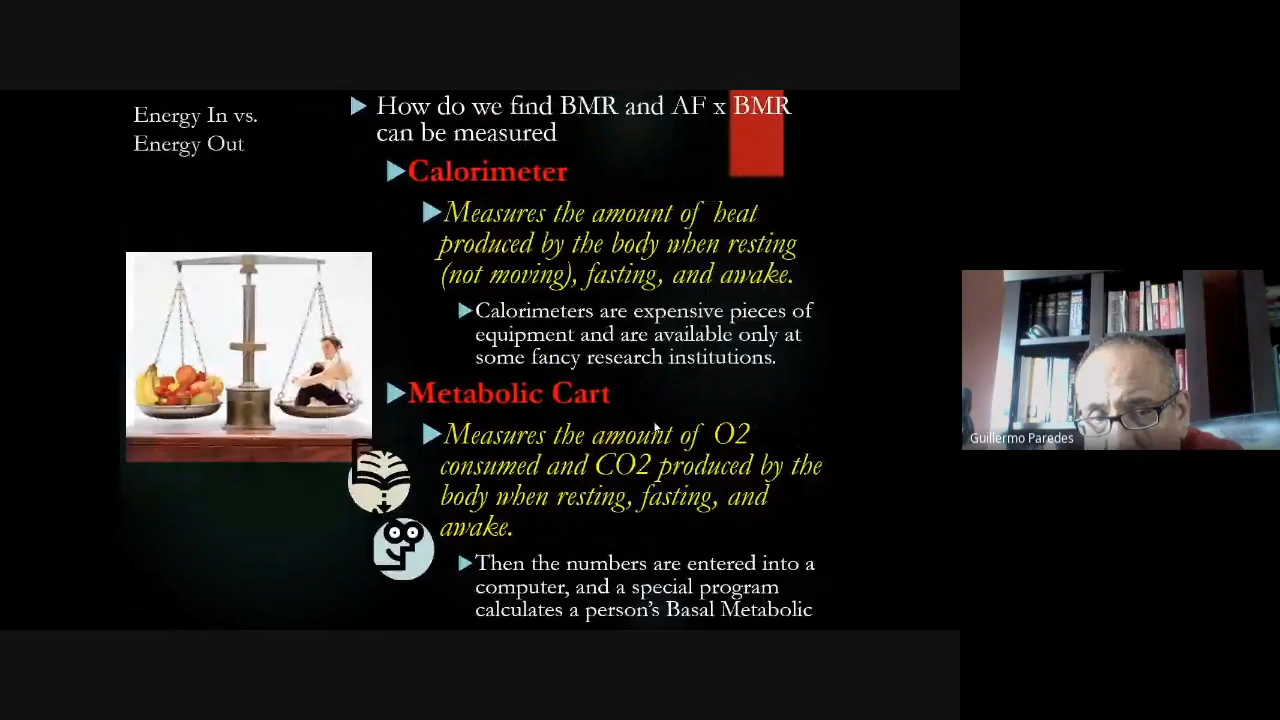 Energy In vs.
Energy Out
How do we find BMR and AF x BMR
can be measured
Calorimeter
Measures the amount of heat
produced by the body when resting
(not moving), fasting, and awake.
Calorimeters are expensive pieces of
equipment and are available only at
some fancy research institutions.
Metabolic Cart
Measures the amount of O2
consumed and CO2 produced by the
body when resting, fasting, and
awake.
Then the numbers are entered into a
computer, and a special program
calculates a person’s Basal Metabolic
Guillermo Paredes